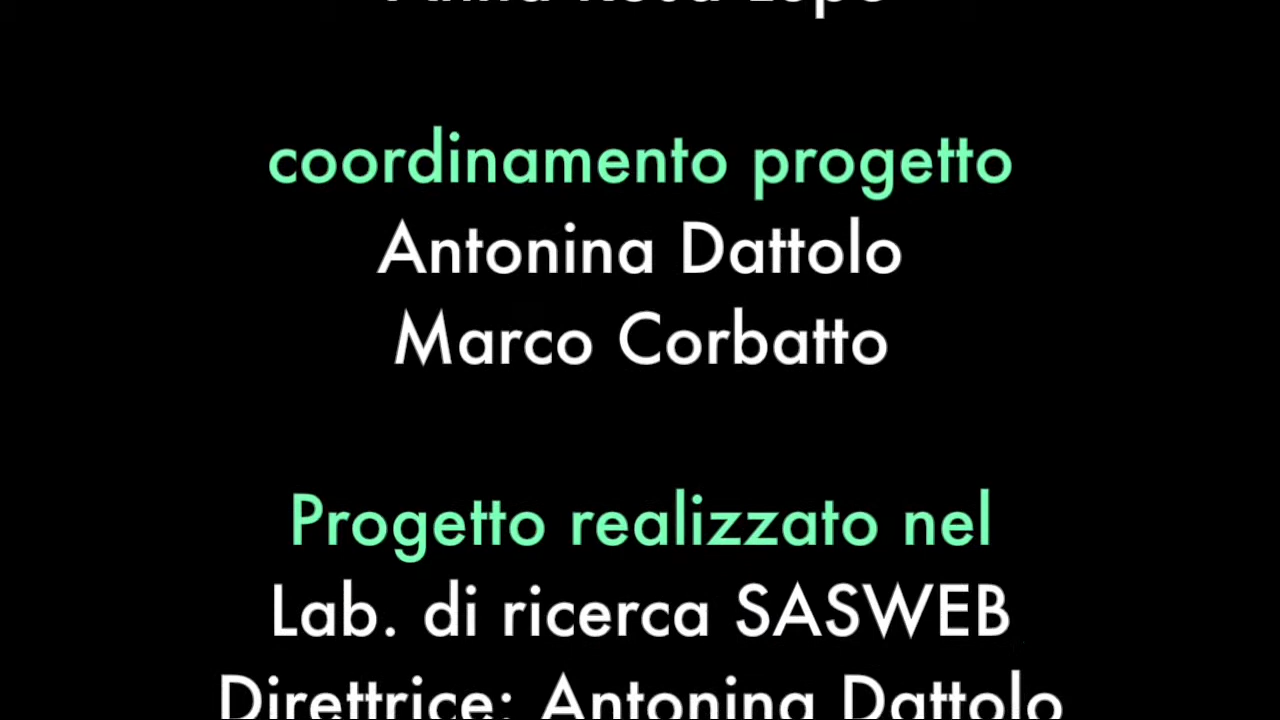 coordinamento progetto
Antonina Dattolo
Marco Corbatto
Progetto realizzato nel
Lab. di ricerca SASWEB
Direttrice: Antonina Dattolo